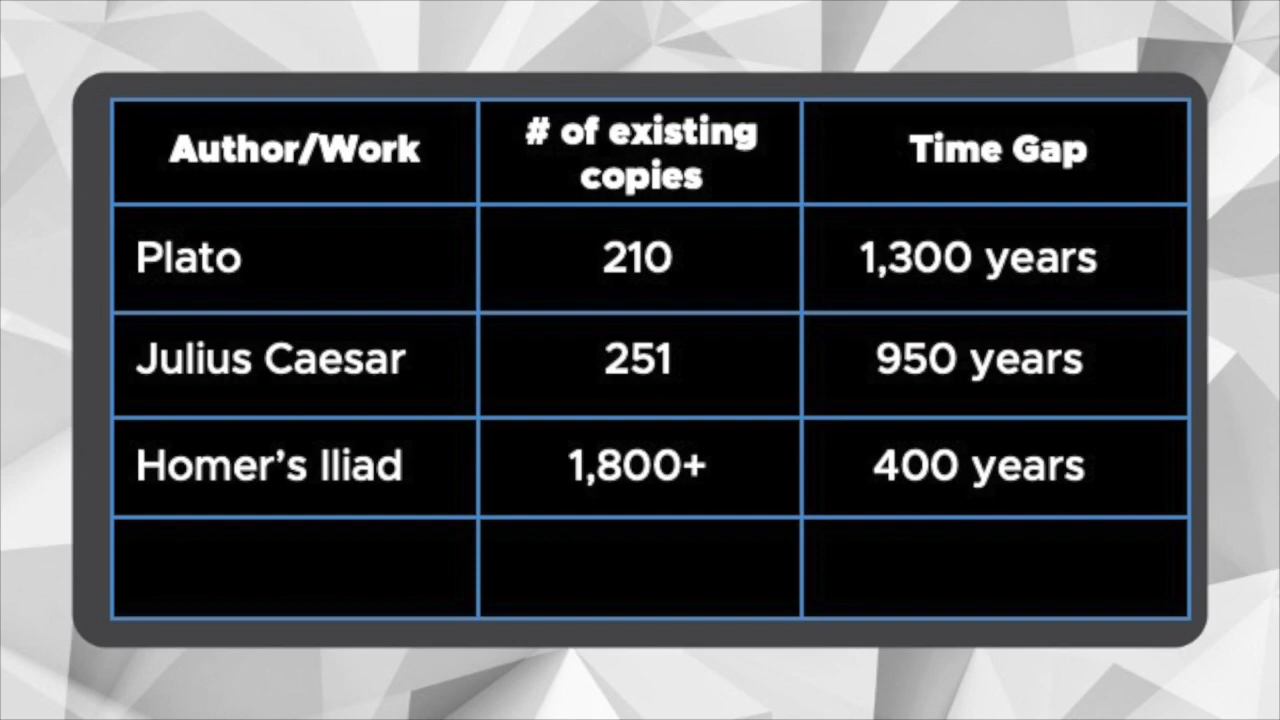 Author/Work
# of existing
copies
Time Gap
Plato
210
1,300 years
Julius Caesar
251
950 years
Homer’s Iliad
1,800+
400 years